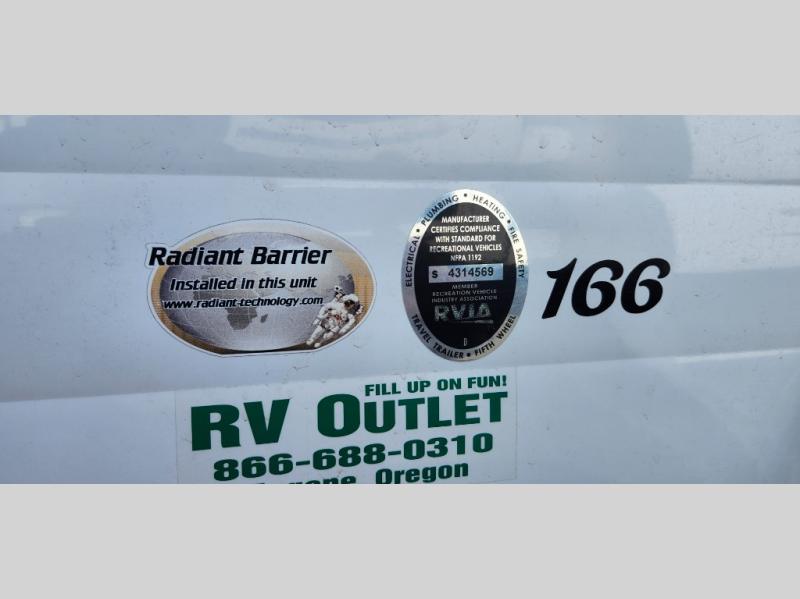 Radiant Barrier
Installed in this unit
www.radiant-technology.com
ELECTRICAL • PLUMBING • HEATING • FIRE SAFETY
MANUFACTURER
CERTIFIES COMPLIANCE
WITH STANDARD FOR
RECREATIONAL VEHICLES
NFPA 1192
S 4314569
MEMBER
RECREATION VEHICLE
INDUSTRY ASSOCIATION
RVIA
TRAVEL TRAILER • FIFTH WHEEL
166
FILL UP ON FUN!
RV OUTLET
866-688-0310
Oregon